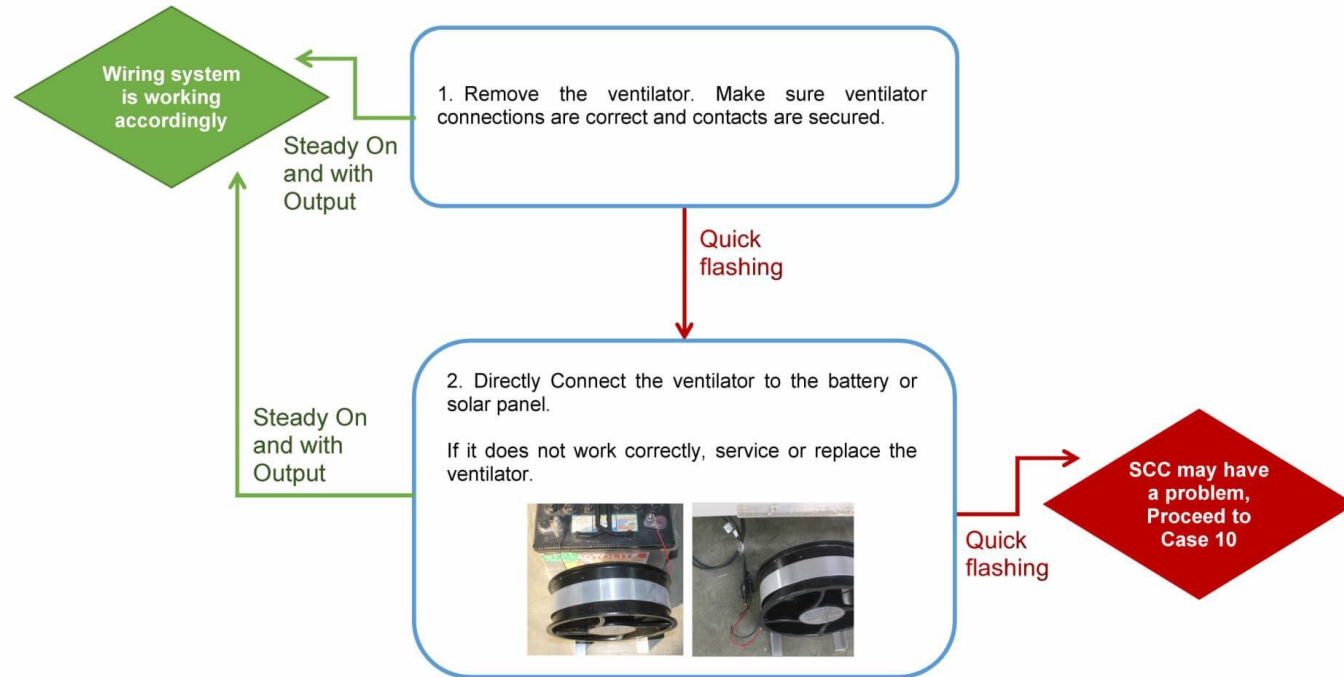 Wiring system
is working
accordingly
1. Remove the ventilator. Make sure ventilator
connections are correct and contacts are secured.
Steady On
and with
Output
Quick
flashing
2. Directly Connect the ventilator to the battery or
solar panel.
If it does not work correctly, service or replace the
ventilator.
Steady On
and with
Output
Quick
flashing
SCC may have
a problem,
Proceed to
Case 10